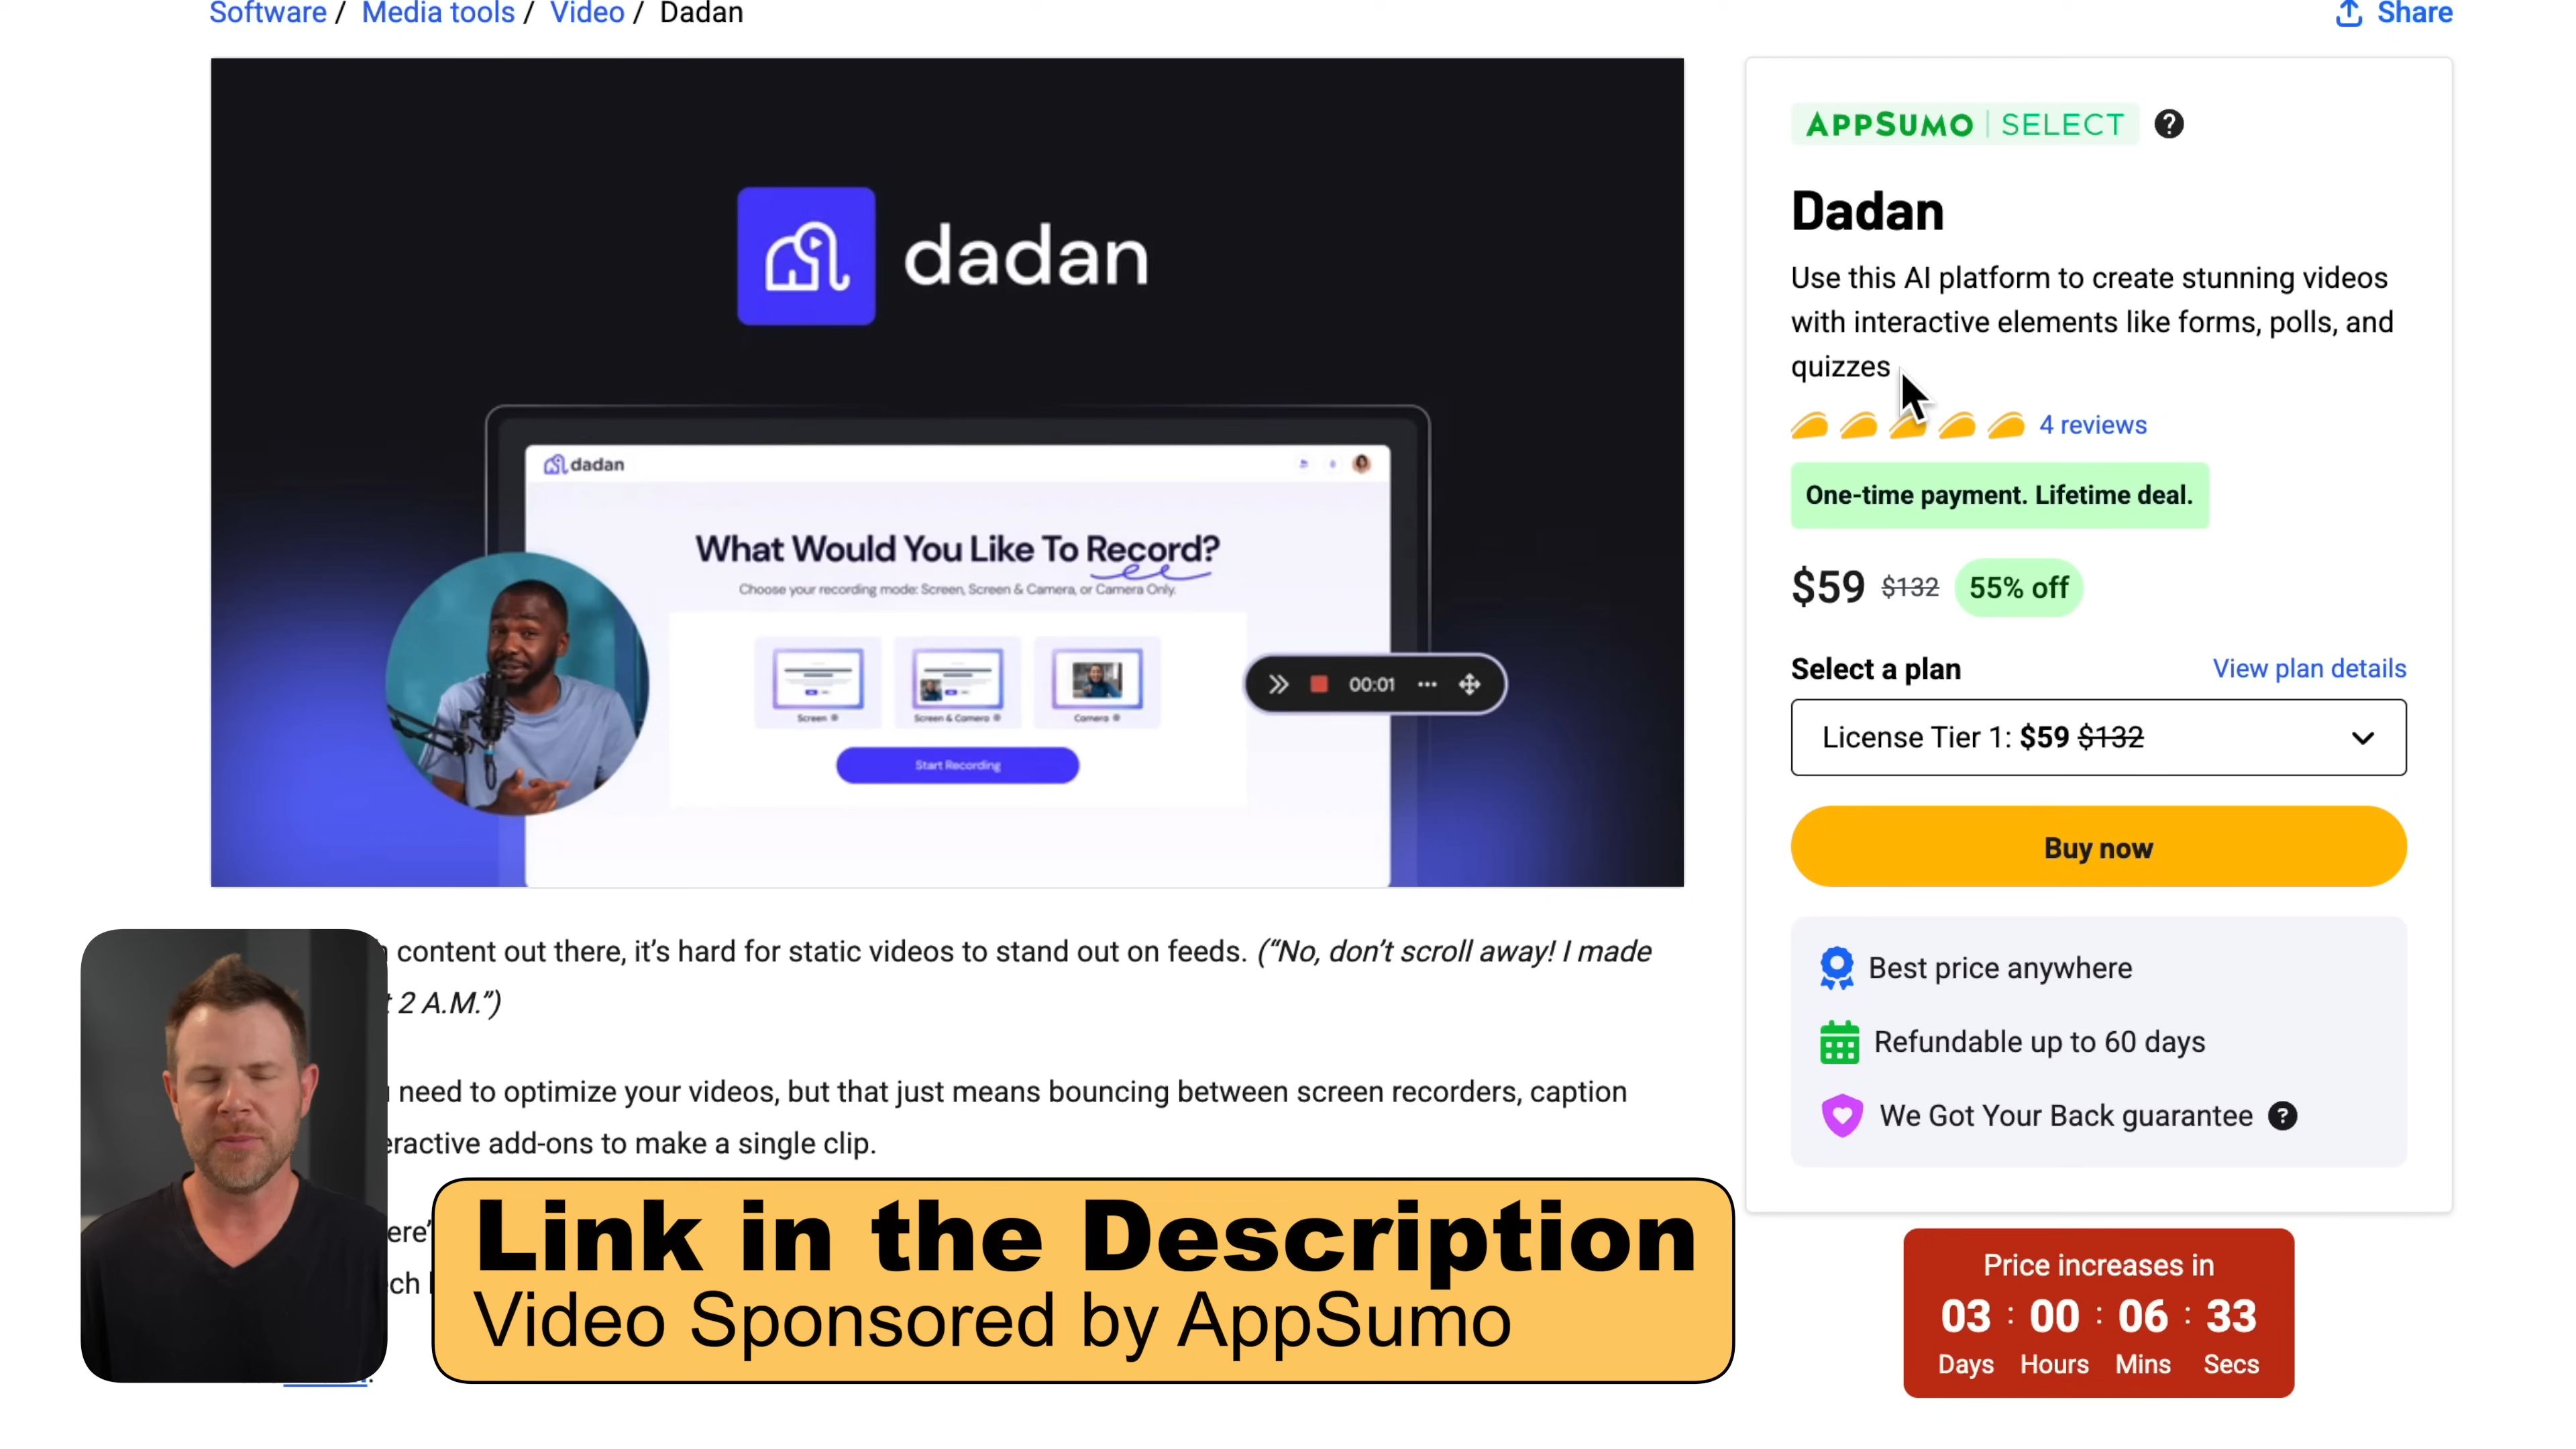 Software / Media tools / Video / Dadan
Share
dadan
dadan
What Would You Like To Record?
Choose your recording mode: Screen, Screen & Camera, or Camera Only.
Screen
Screen & Camera
Camera
Start Recording
00:01
APPSUMO | SELECT
Dadan
Use this AI platform to create stunning videos
with interactive elements like forms, polls, and
quizzes
4 reviews
One-time payment. Lifetime deal.
$59 $132 55% off
Select a plan
View plan details
License Tier 1: $59 $132
Buy now
Best price anywhere
Refundable up to 60 days
We Got Your Back guarantee
content out there, it's hard for static videos to stand out on feeds. (“No, don’t scroll away! I made
2 A.M.”)
need to optimize your videos, but that just means bouncing between screen recorders, caption
eractive add-ons to make a single clip.
Link in the Description
Video Sponsored by AppSumo
Price increases in
03 : 00 : 06 : 33
Days Hours Mins Secs